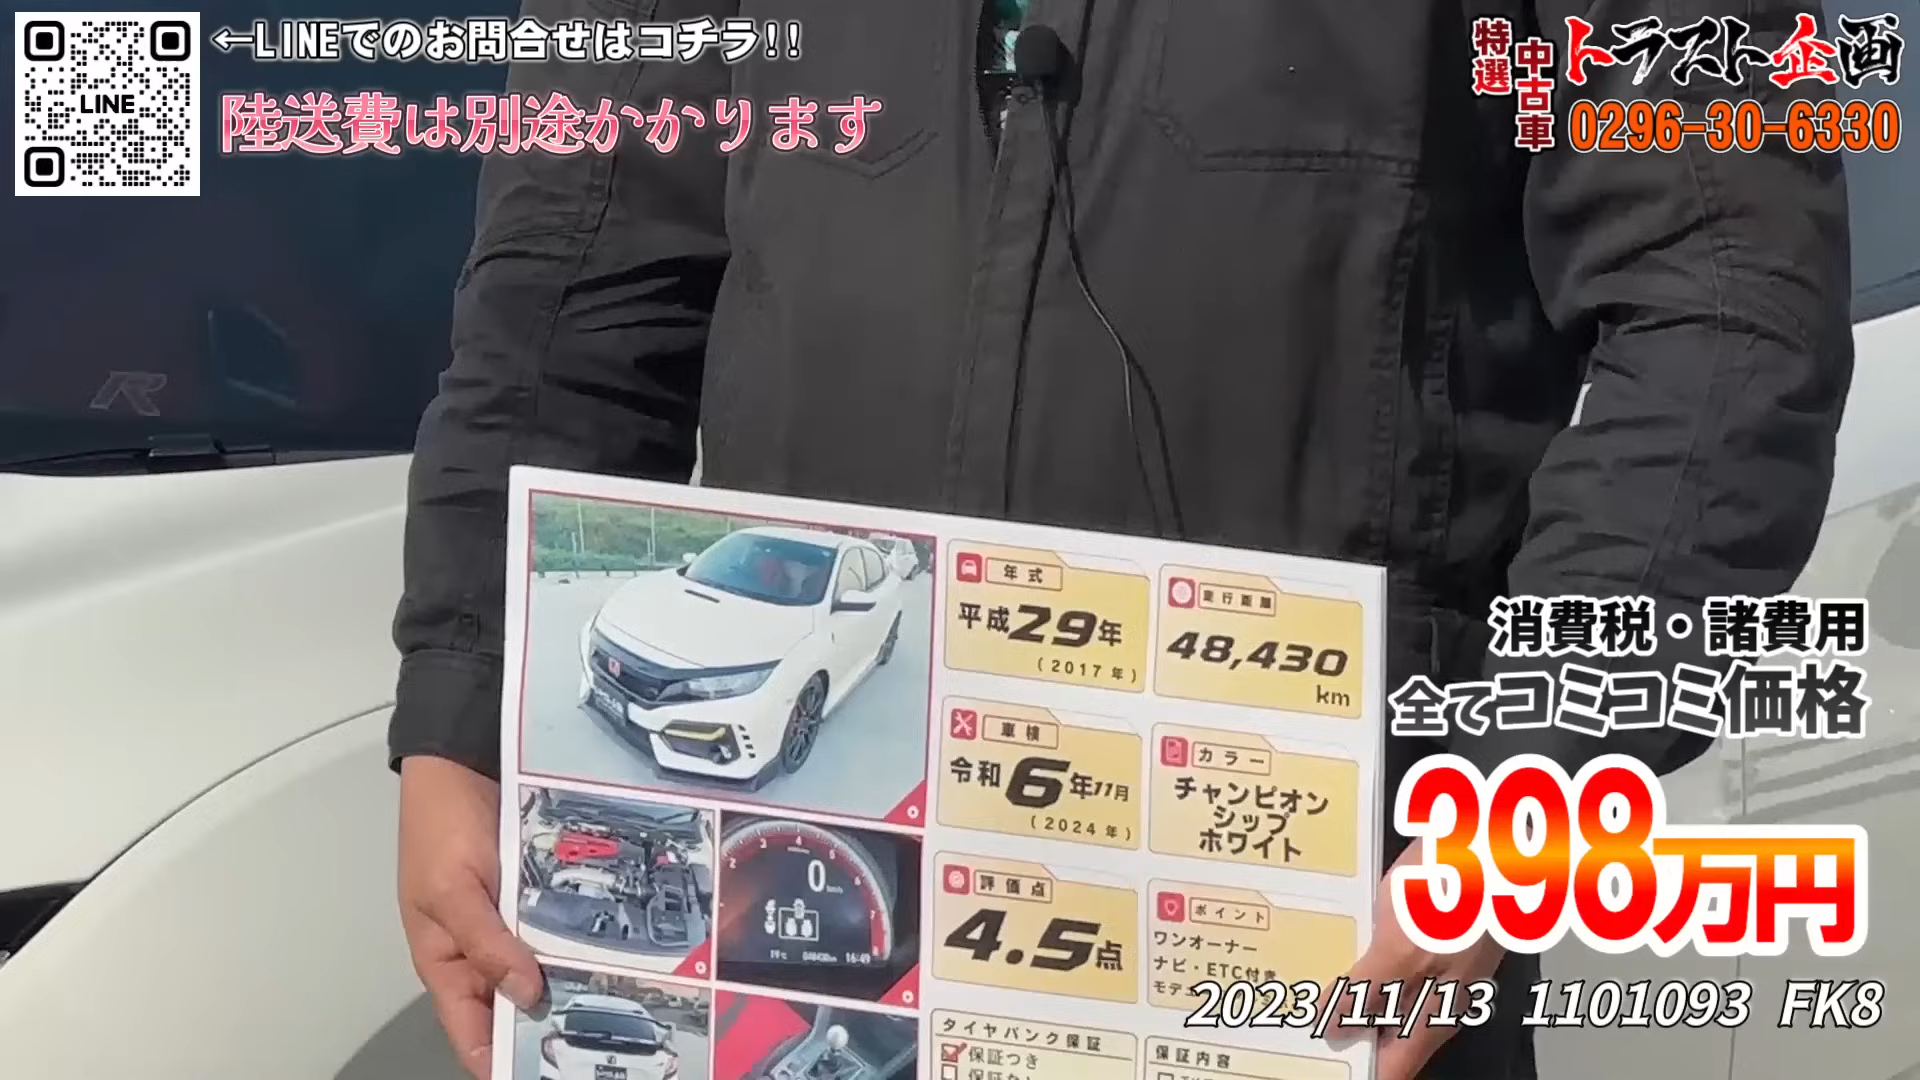 ←LINEでのお問合せはコチラ!!
LINE
陸送費は別途かかります
特選
中古車
トラスト企画
0296-30-6330
R
年式
平成29年
(2017年)
走行距離
48,430
km
車検
令和6年11月
(2024年)
カラー
チャンピオン
シップ
ホワイト
評価点
4.5点
ポイント
ワンオーナー
ナビ・ETC付き
モデュ
タイヤパンク保証
保証つき
保証内容
0
km/h
16:49
消費税・諸費用
全てコミコミ価格
398万円
2023/11/13 1101093 FK8